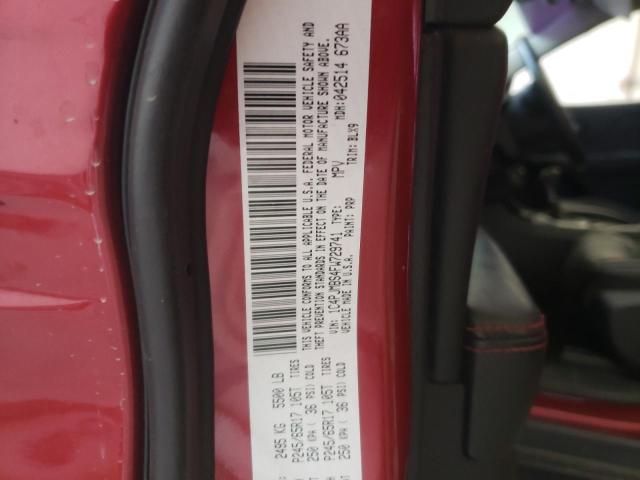 2495 KG 5500 LB
P245/65R17 105T TIRES
250 KPA ( 36 PSI) COLD
P245/65R17 105T TIRES
250 KPA ( 36 PSI) COLD
THIS VEHICLE CONFORMS TO ALL APPLICABLE U.S.A. FEDERAL MOTOR VEHICLE SAFETY AND
THEFT PREVENTION STANDARDS IN EFFECT ON THE DATE OF MANUFACTURE SHOWN ABOVE.
VIN: 1C4PJMBS4FW729741 TYPE: MPV MDH: 042514 673AA
VEHICLE MADE IN U.S.A. PAINT: PRP TRIM: BLX9